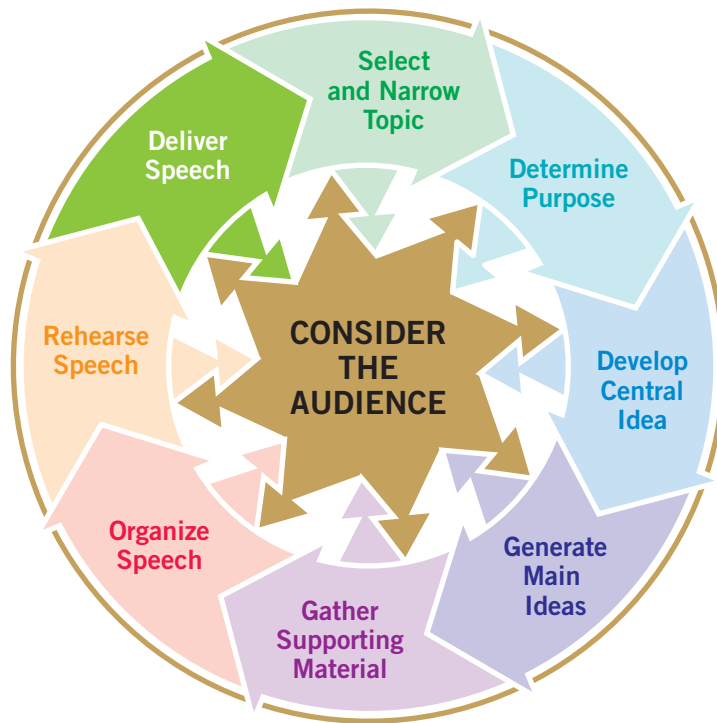 Select
and Narrow
Topic
Determine
Purpose
Develop
Central
Idea
Generate
Main
Ideas
Gather
Supporting
Material
Organize
Speech
Rehearse
Speech
Deliver
Speech
CONSIDER
THE
AUDIENCE